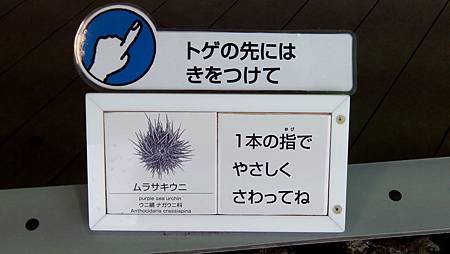 トゲの先には
きをつけて
ムラサキウニ
purple sea urchin
ウニ綱 ナガウニ科
Anthocidaris crassispina
1本の指で
やさしく
さわってね